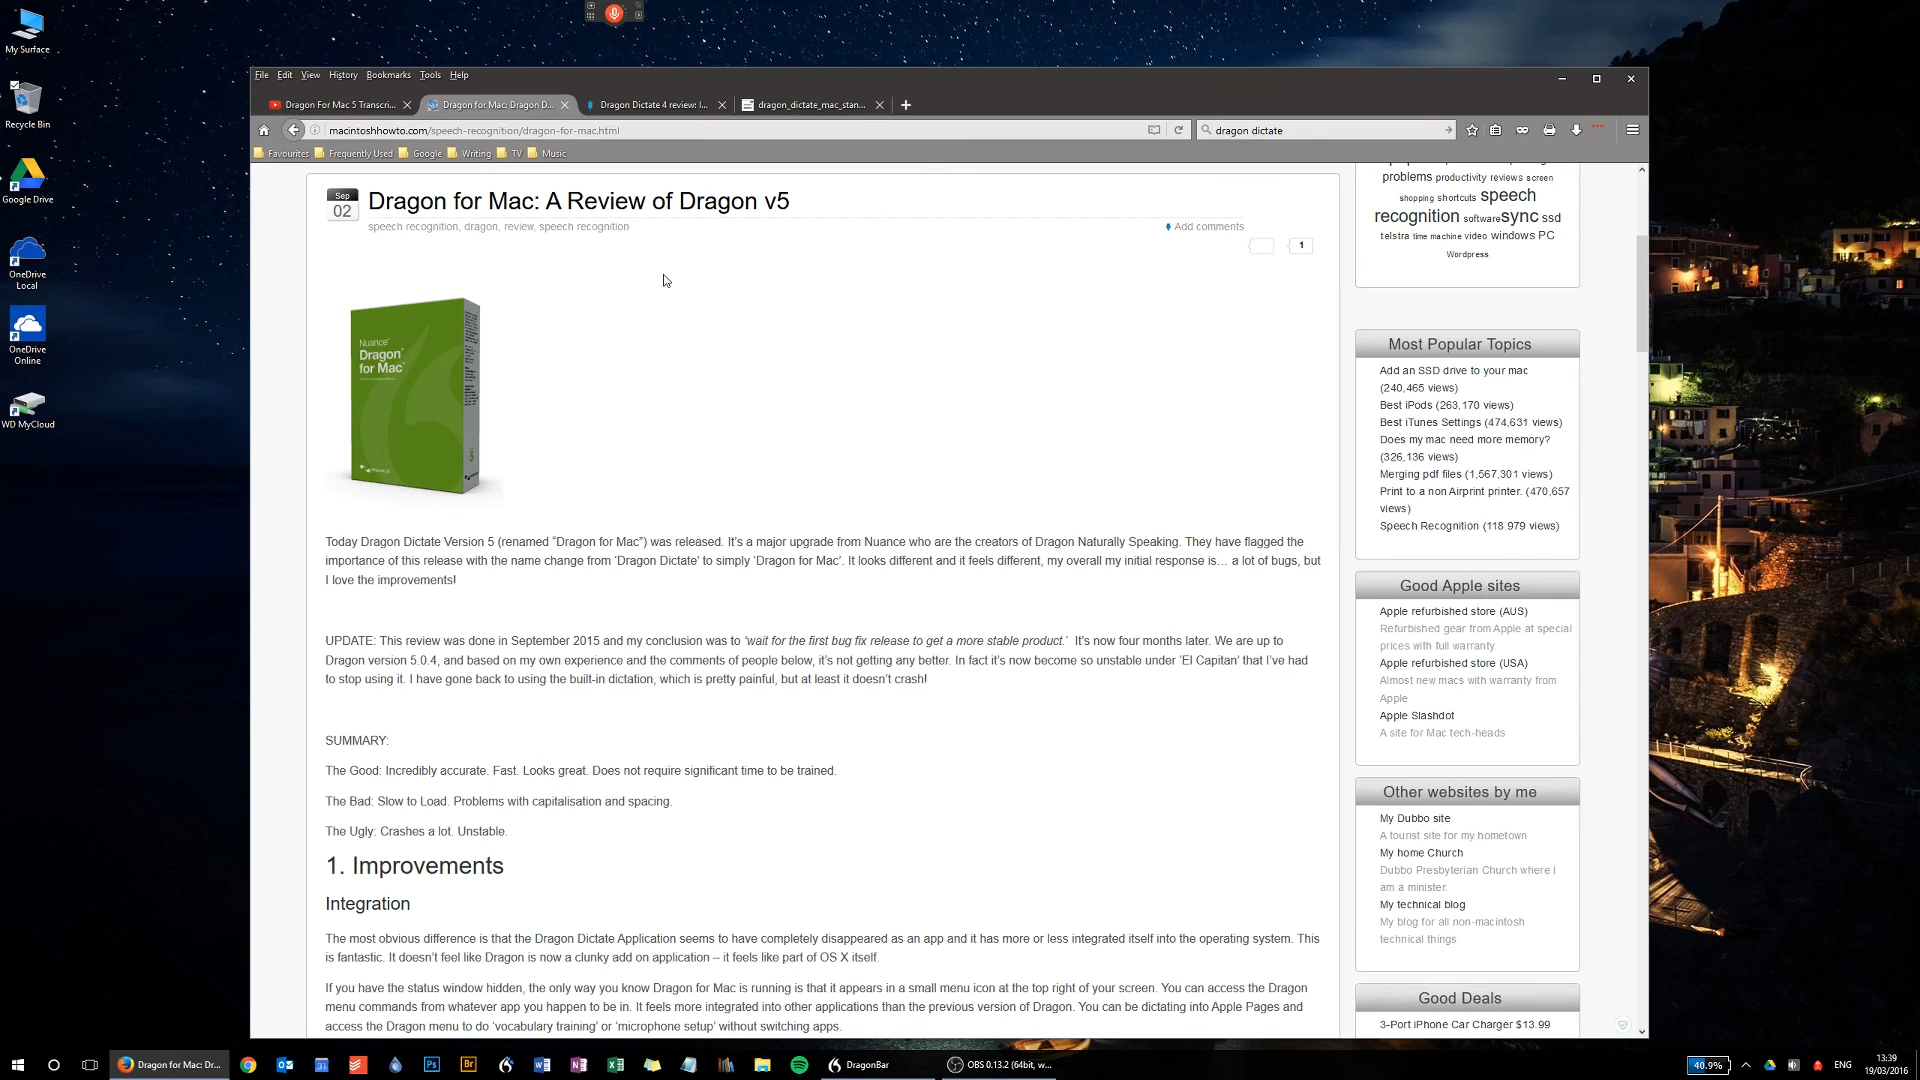 My Surface
Recycle Bin
Google Drive
OneDrive
Local
OneDrive
Online
WD MyCloud
File Edit View History Bookmarks Tools Help
Dragon For Mac 5 Transcri...
Dragon for Mac: Dragon D...
Dragon Dictate 4 review: I...
dragon_dictate_mac_stan...
macintoshhowto.com/speech-recognition/dragon-for-mac.html
dragon dictate
Favourites Frequently Used Google Writing TV Music
Sep
02
Dragon for Mac: A Review of Dragon v5
speech recognition, dragon, review, speech recognition
Add comments
1
Nuance
Dragon
for Mac
NUANCE
Today Dragon Dictate Version 5 (renamed “Dragon for Mac”) was released. It’s a major upgrade from Nuance who are the creators of Dragon Naturally Speaking. They have flagged the
importance of this release with the name change from ‘Dragon Dictate’ to simply ‘Dragon for Mac’. It looks different and it feels different, my overall my initial response is… a lot of bugs, but
I love the improvements!
UPDATE: This review was done in September 2015 and my conclusion was to ‘wait for the first bug fix release to get a more stable product.’ It’s now four months later. We are up to
Dragon version 5.0.4, and based on my own experience and the comments of people below, it’s not getting any better. In fact it’s now become so unstable under ‘El Capitan’ that I’ve had
to stop using it. I have gone back to using the built-in dictation, which is pretty painful, but at least it doesn’t crash!
SUMMARY:
The Good: Incredibly accurate. Fast. Looks great. Does not require significant time to be trained.
The Bad: Slow to Load. Problems with capitalisation and spacing.
The Ugly: Crashes a lot. Unstable.
1. Improvements
Integration
The most obvious difference is that the Dragon Dictate Application seems to have completely disappeared as an app and it has more or less integrated itself into the operating system. This
is fantastic. It doesn’t feel like Dragon is now a clunky add on application – it feels like part of OS X itself.
If you have the status window hidden, the only way you know Dragon for Mac is running is that it appears in a small menu icon at the top right of your screen. You can access the Dragon
menu commands from whatever app you happen to be in. It feels more integrated into other applications than the previous version of Dragon. You can be dictating into Apple Pages and
access the Dragon menu to do ‘vocabulary training’ or ‘microphone setup’ without switching apps.
problems productivity reviews screen
shopping shortcuts speech
recognition software sync ssd
telstra time machine video windows PC
Wordpress
Most Popular Topics
Add an SSD drive to your mac
(240,465 views)
Best iPods (263,170 views)
Best iTunes Settings (474,631 views)
Does my mac need more memory?
(326,136 views)
Merging pdf files (1,567,301 views)
Print to a non Airprint printer. (470,657
views)
Speech Recognition (118 979 views)
Good Apple sites
Apple refurbished store (AUS)
Refurbished gear from Apple at special
prices with full warranty.
Apple refurbished store (USA)
Almost new macs with warranty from
Apple
Apple Slashdot
A site for Mac tech-heads
Other websites by me
My Dubbo site
A tourist site for my hometown
My home Church
Dubbo Presbyterian Church where I
am a minister.
My technical blog
My blog for all non-macintosh
technical things
Good Deals
3-Port iPhone Car Charger $13.99
Dragon for Mac: Dr...
31
Ps
Br
DragonBar
OBS 0.13.2 (64bit, w...
40.9%
ENG
13:39
19/03/2016